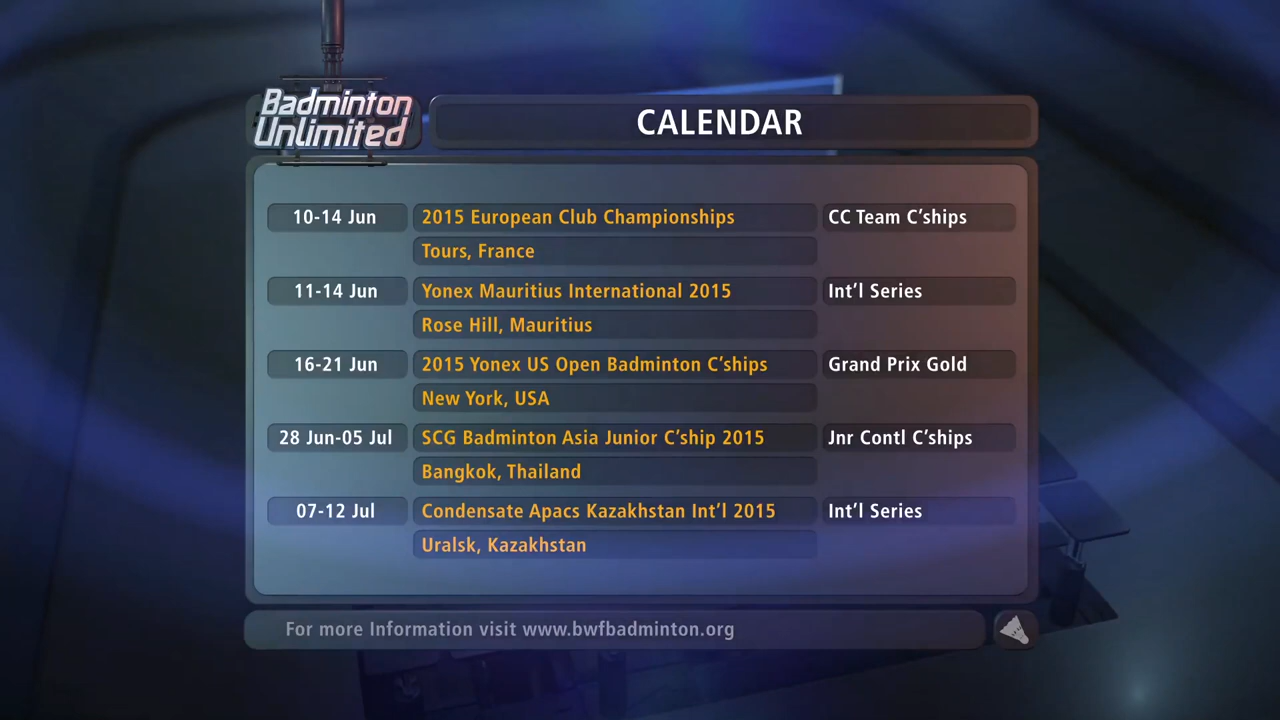 Badminton
Unlimited
CALENDAR
10-14 Jun 2015 European Club Championships CC Team C'ships
Tours, France
11-14 Jun Yonex Mauritius International 2015 Int'l Series
Rose Hill, Mauritius
16-21 Jun 2015 Yonex US Open Badminton C'ships Grand Prix Gold
New York, USA
28 Jun-05 Jul SCG Badminton Asia Junior C'ship 2015 Jnr Contl C'ships
Bangkok, Thailand
07-12 Jul Condensate Apacs Kazakhstan Int'l 2015 Int'l Series
Uralsk, Kazakhstan
For more Information visit www.bwfbadminton.org